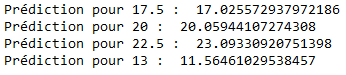 Prédiction pour 17.5 :  17.025572937972186
Prédiction pour 20 :  20.05944107274308
Prédiction pour 22.5 :  23.09330920751398
Prédiction pour 13 :  11.56461029538457